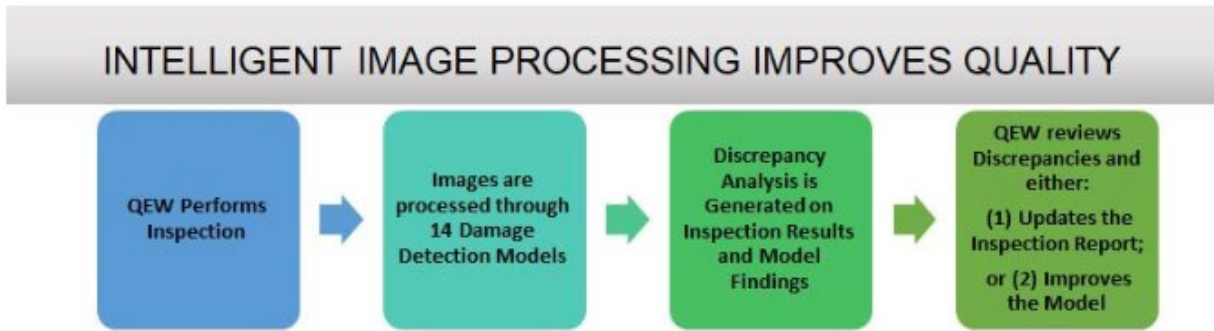 INTELLIGENT IMAGE PROCESSING IMPROVES QUALITY
QEW Performs
Inspection
Images are
processed through
14 Damage
Detection Models
Discrepancy
Analysis is
Generated on
Inspection Results
and Model
Findings
QEW reviews
Discrepancies and
either:
(1) Updates the
Inspection Report;
or (2) Improves
the Model